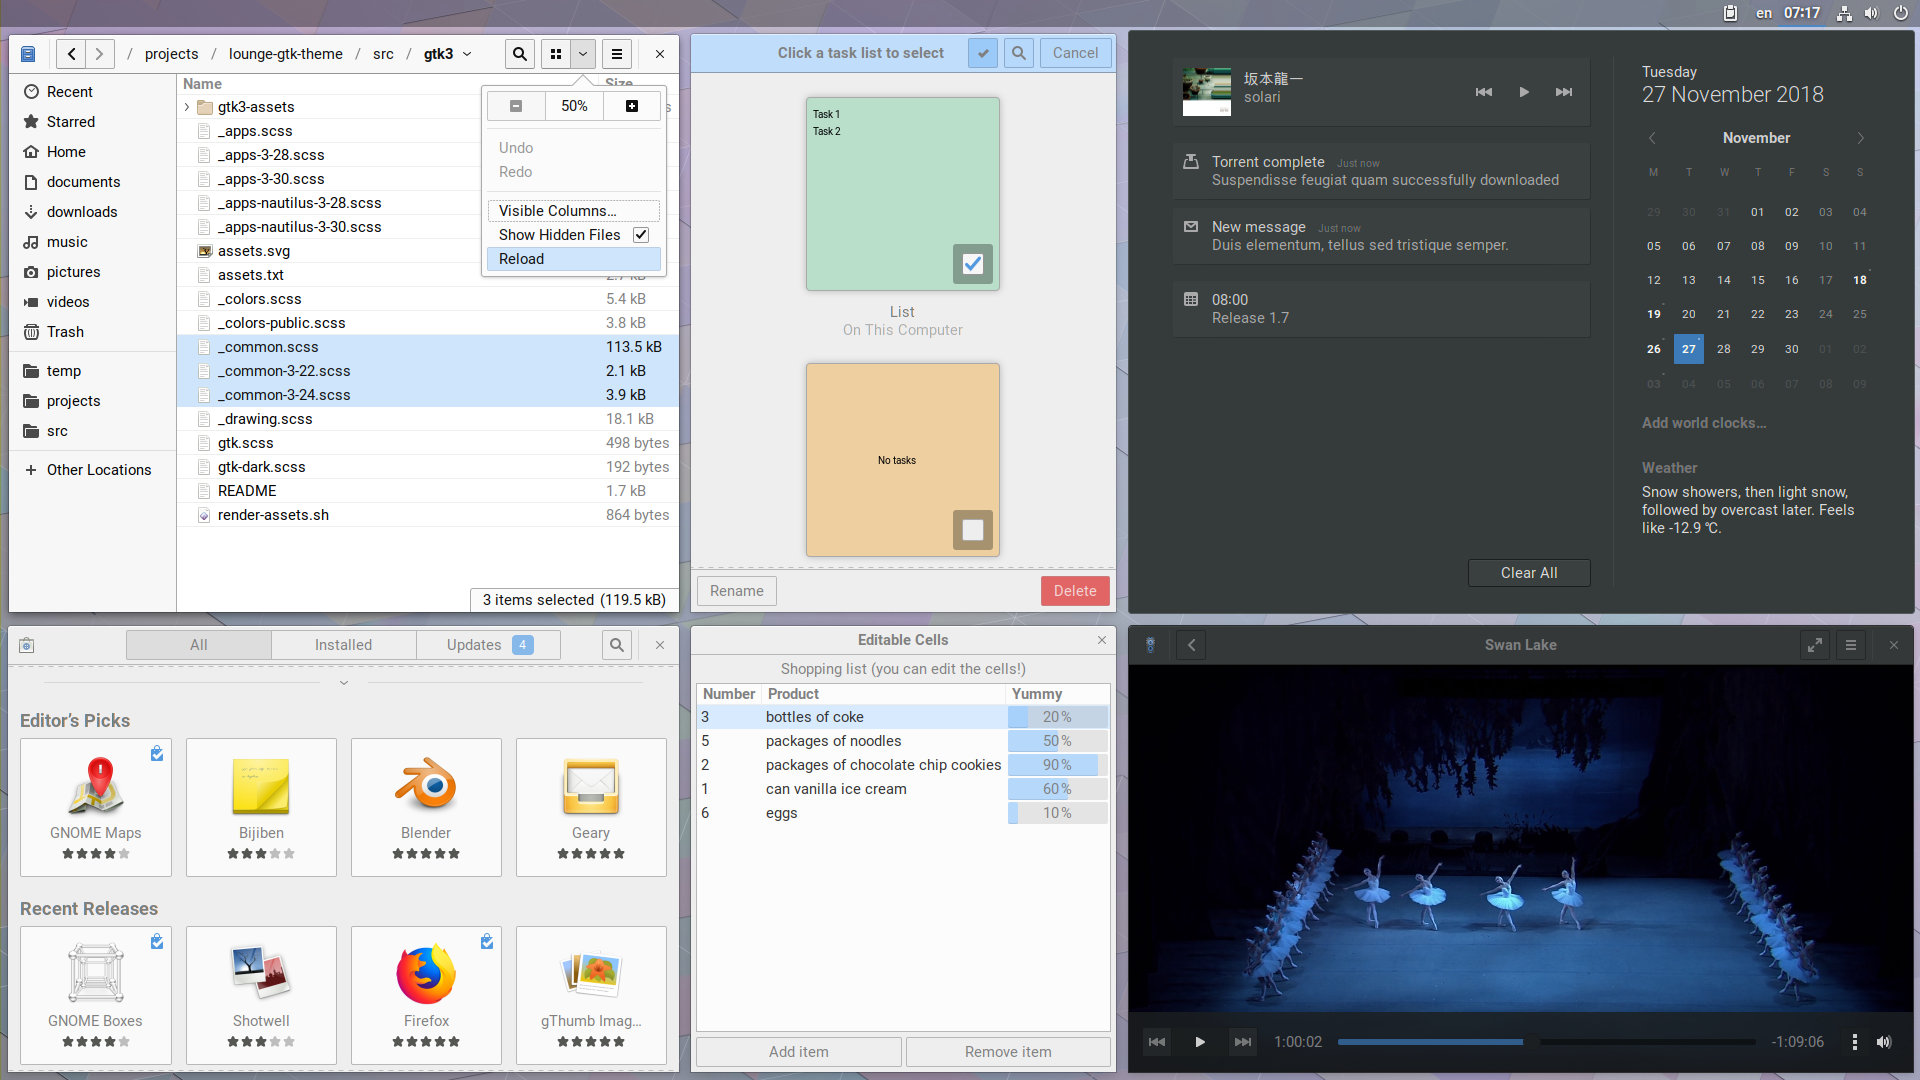 en 07:17
/ projects / lounge-gtk-theme / src / gtk3
Recent
Starred
Home
documents
downloads
music
pictures
videos
Trash
temp
projects
src
Other Locations
Name Size
gtk3-assets
_apps.scss
_apps-3-28.scss
_apps-3-30.scss
_apps-nautilus-3-28.scss
_apps-nautilus-3-30.scss
assets.svg
assets.txt
_colors.scss 5.4 kB
_colors-public.scss 3.8 kB
_common.scss 113.5 kB
_common-3-22.scss 2.1 kB
_common-3-24.scss 3.9 kB
_drawing.scss 18.1 kB
gtk.scss 498 bytes
gtk-dark.scss 192 bytes
README 1.7 kB
render-assets.sh 864 bytes
3 items selected (119.5 kB)
50%
Undo
Redo
Visible Columns…
Show Hidden Files
Reload
Click a task list to select Cancel
Task 1
Task 2
List
On This Computer
No tasks
Rename Delete
坂本龍一
solari
Torrent complete Just now
Suspendisse feugiat quam successfully downloaded
New message Just now
Duis elementum, tellus sed tristique semper.
08:00
Release 1.7
Clear All
Tuesday
27 November 2018
November
M T W T F S S
29 30 31 01 02 03 04
05 06 07 08 09 10 11
12 13 14 15 16 17 18
19 20 21 22 23 24 25
26 27 28 29 30 01 02
03 04 05 06 07 08 09
Add world clocks…
Weather
Snow showers, then light snow,
followed by overcast later. Feels
like -12.9 °C.
All Installed Updates 4
Editor's Picks
GNOME Maps Bijiben Blender Geary
Recent Releases
GNOME Boxes Shotwell Firefox gThumb Imag…
Editable Cells
Shopping list (you can edit the cells!)
Number Product Yummy
3 bottles of coke 20 %
5 packages of noodles 50 %
2 packages of chocolate chip cookies 90 %
1 can vanilla ice cream 60 %
6 eggs 10 %
Add item Remove item
Swan Lake
1:00:02 -1:09:06